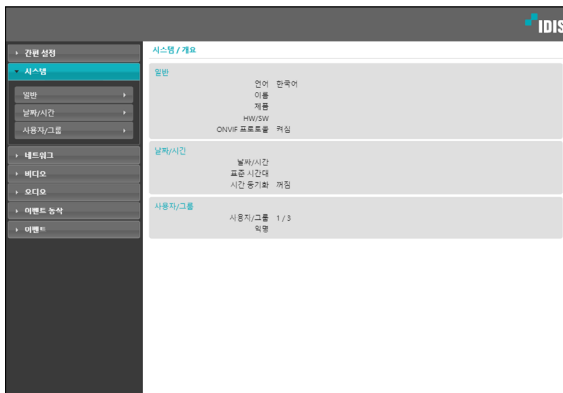 IDIS
간편 설정
시스템
일반
날짜/시간
사용자/그룹
네트워크
비디오
오디오
이벤트 동작
이벤트
시스템 / 개요
일반
언어 한국어
이름
제품
HW/SW
ONVIF 프로토콜 켜짐
날짜/시간
날짜/시간
표준 시간대
시간 동기화 꺼짐
사용자/그룹
사용자/그룹 1 / 3
익명